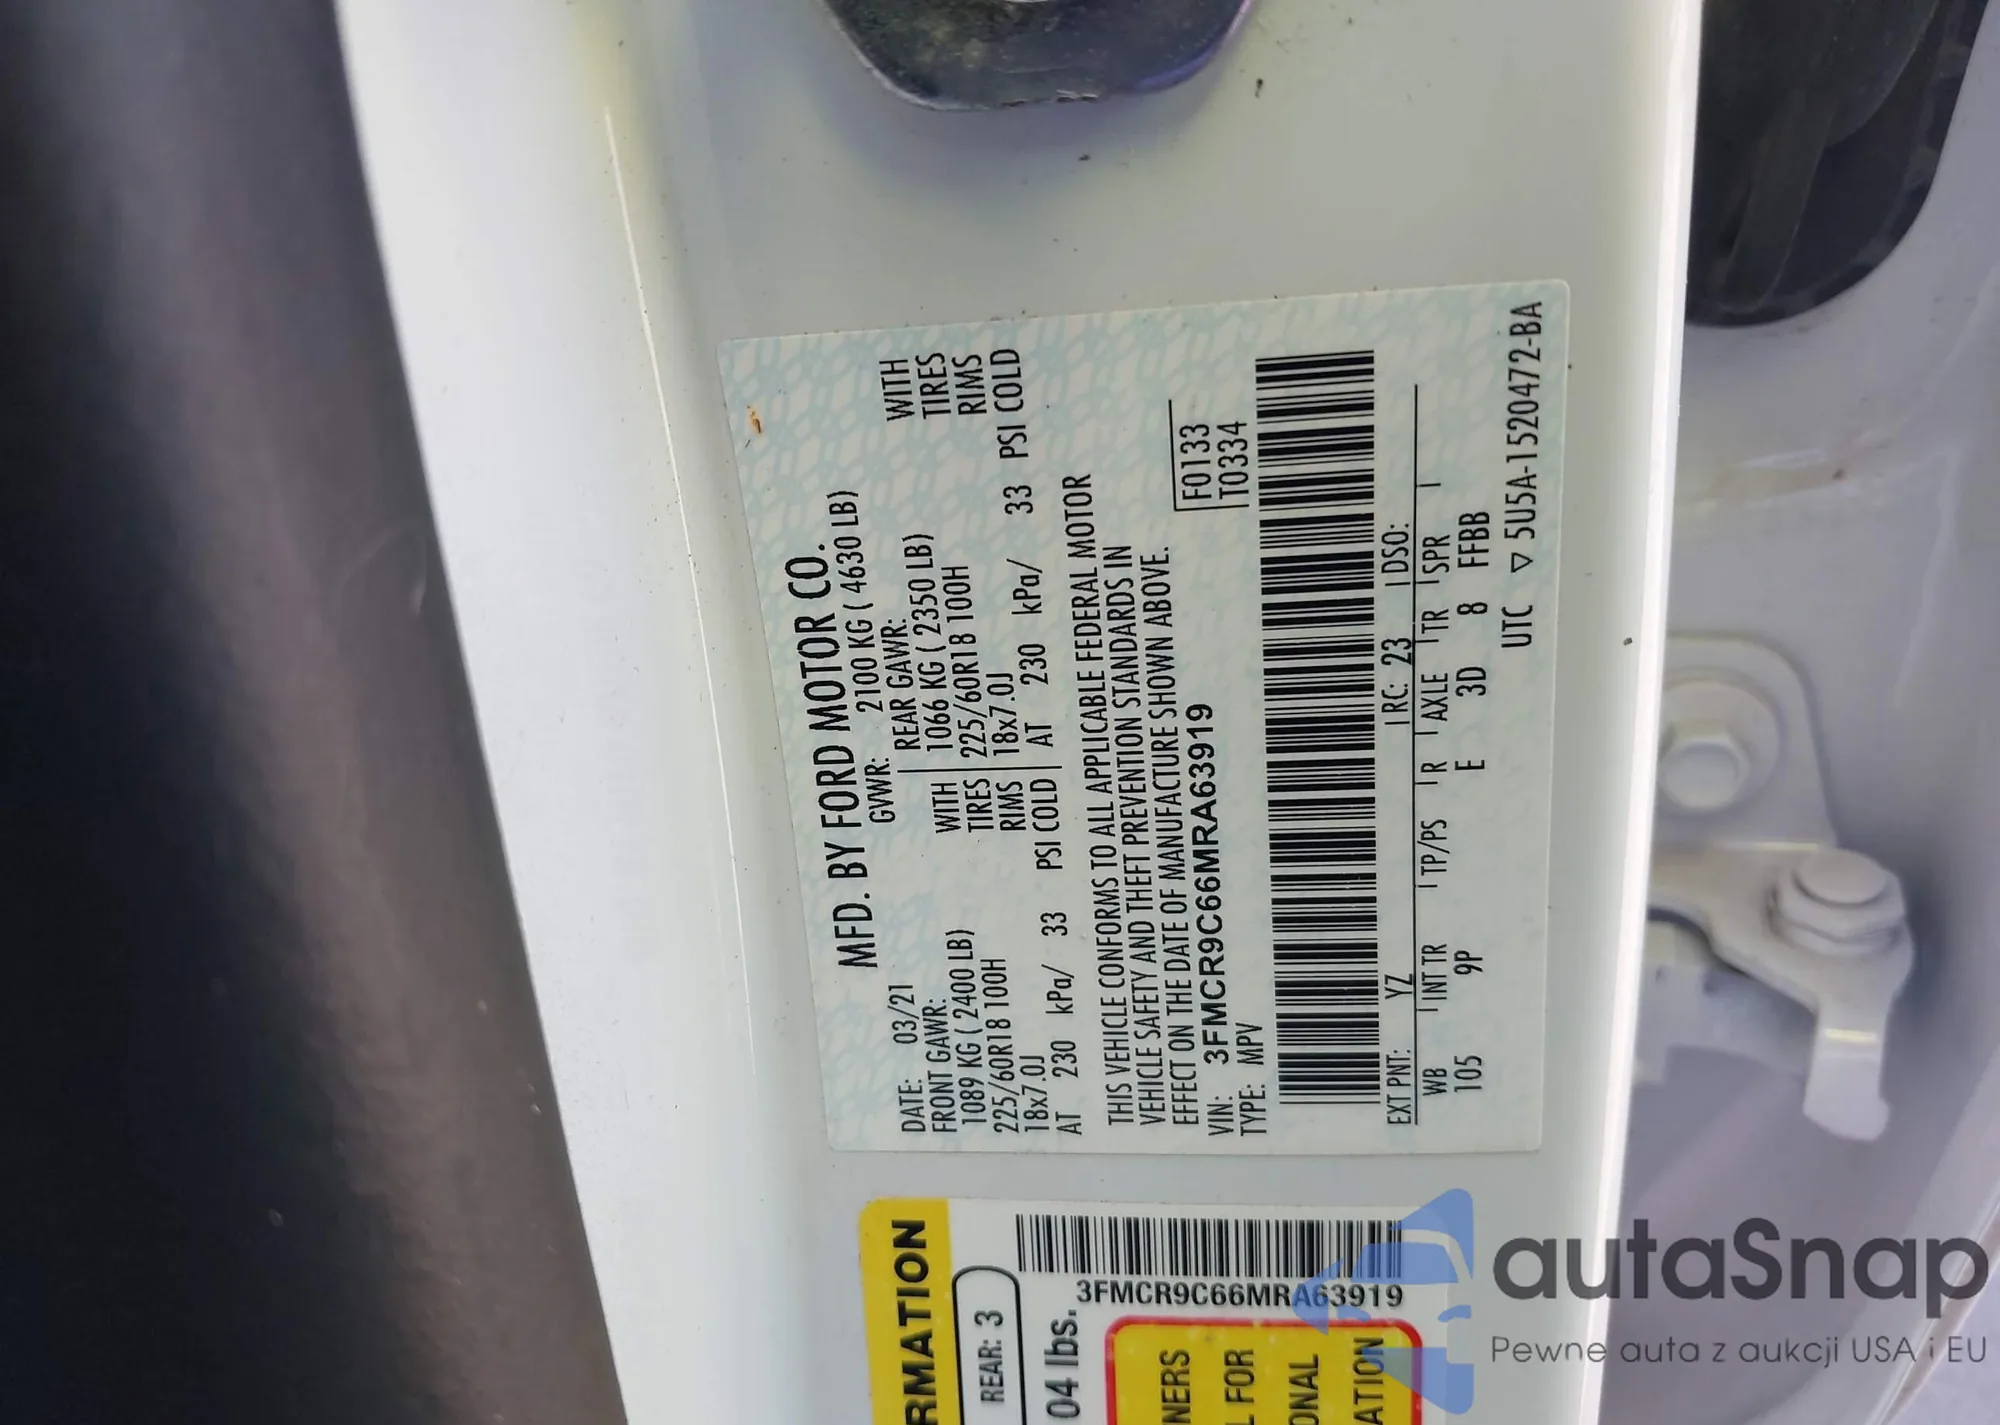 MFD. BY FORD MOTOR CO.
DATE: 03/21 GVWR: 2100 KG ( 4630 LB)
FRONT GAWR: REAR GAWR:
1089 KG ( 2400 LB) WITH 1066 KG ( 2350 LB) WITH
225/60R18 100H TIRES 225/60R18 100H TIRES
18x7.0J RIMS 18x7.0J RIMS
AT 230 kPa/ 33 PSI COLD AT 230 kPa/ 33 PSI COLD
THIS VEHICLE CONFORMS TO ALL APPLICABLE FEDERAL MOTOR
VEHICLE SAFETY AND THEFT PREVENTION STANDARDS IN
EFFECT ON THE DATE OF MANUFACTURE SHOWN ABOVE.
VIN: 3FMCR9C66MRA63919 F0133
TYPE: MPV T0334
EXT PNT: YZ RC: 23 DSO:
WB INT TR TP/PS R AXLE TR SPR
105 9P E 3D 8 FFBB
UTC ▽ 5U5A-1520472-BA
RMATION
REAR: 3
04 lbs.
3FMCR9C66MRA63919
NERS
L FOR
ONAL
ATION
autaSnap
Pewne auta z aukcji USA i EU